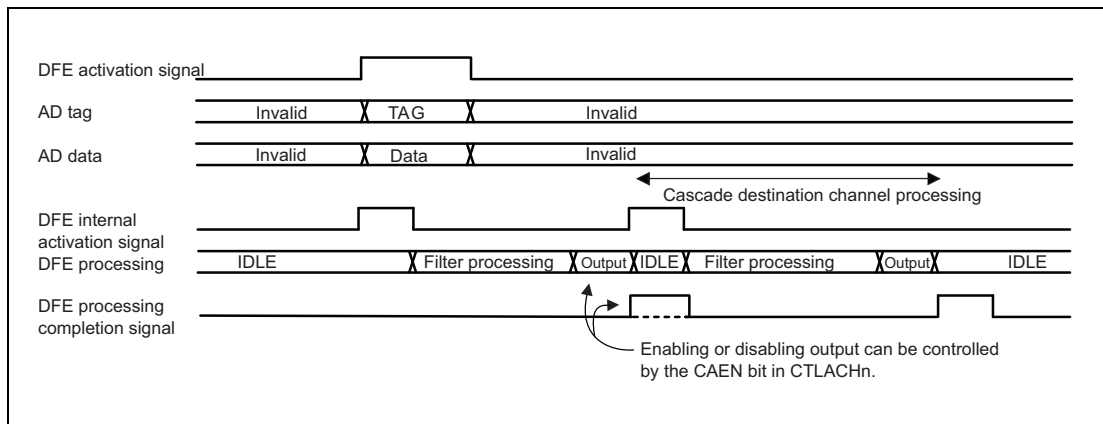 DFE activation signal
AD tag
Invalid
TAG
Invalid
AD data
Invalid
Data
Invalid
Cascade destination channel processing
DFE internal
activation signal
DFE processing
IDLE
Filter processing
Output
IDLE
Filter processing
Output
IDLE
DFE processing
completion signal
Enabling or disabling output can be controlled
by the CAEN bit in CTLACHn.